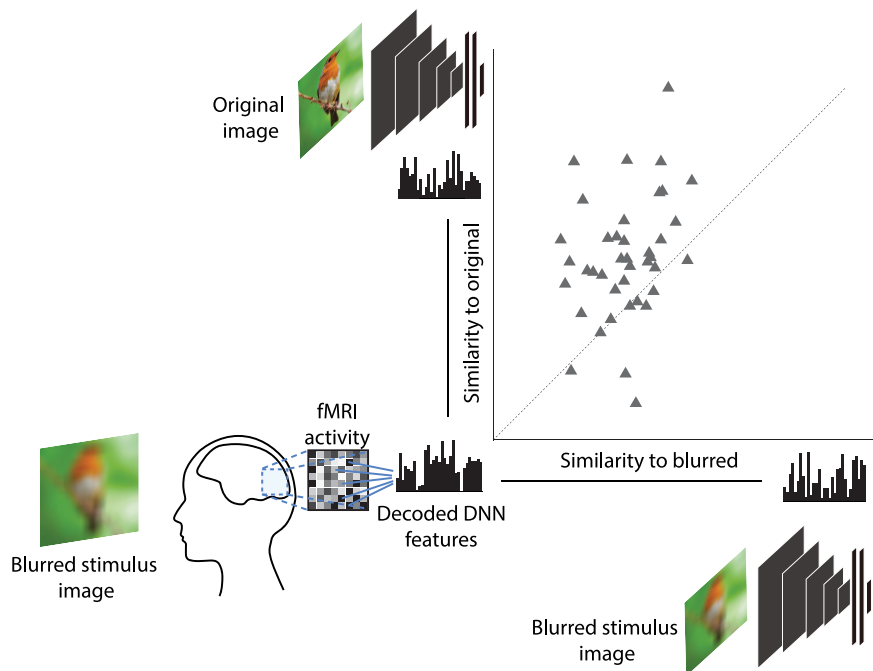 Original
image
Similarity to original
fMRI
activity
Similarity to blurred
Decoded DNN
features
Blurred stimulus
image
Blurred stimulus
image